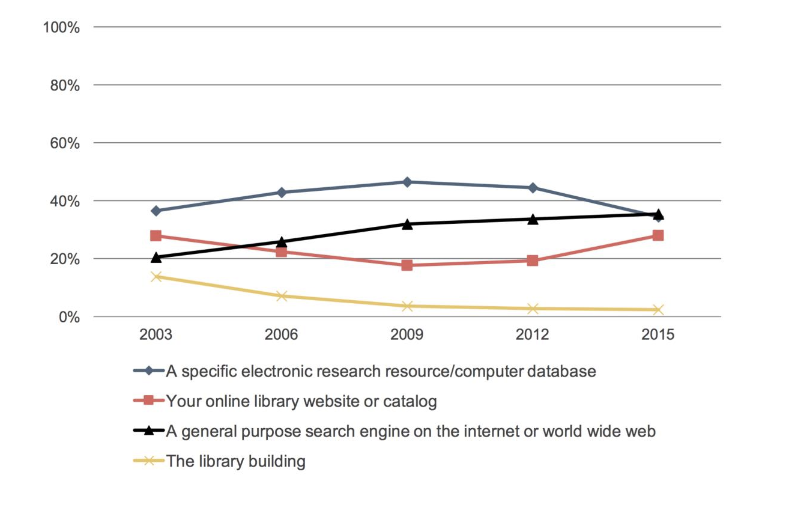 100%
80%
60%
40%
20%
0%
2003 2006 2009 2012 2015
A specific electronic research resource/computer database
Your online library website or catalog
A general purpose search engine on the internet or world wide web
The library building